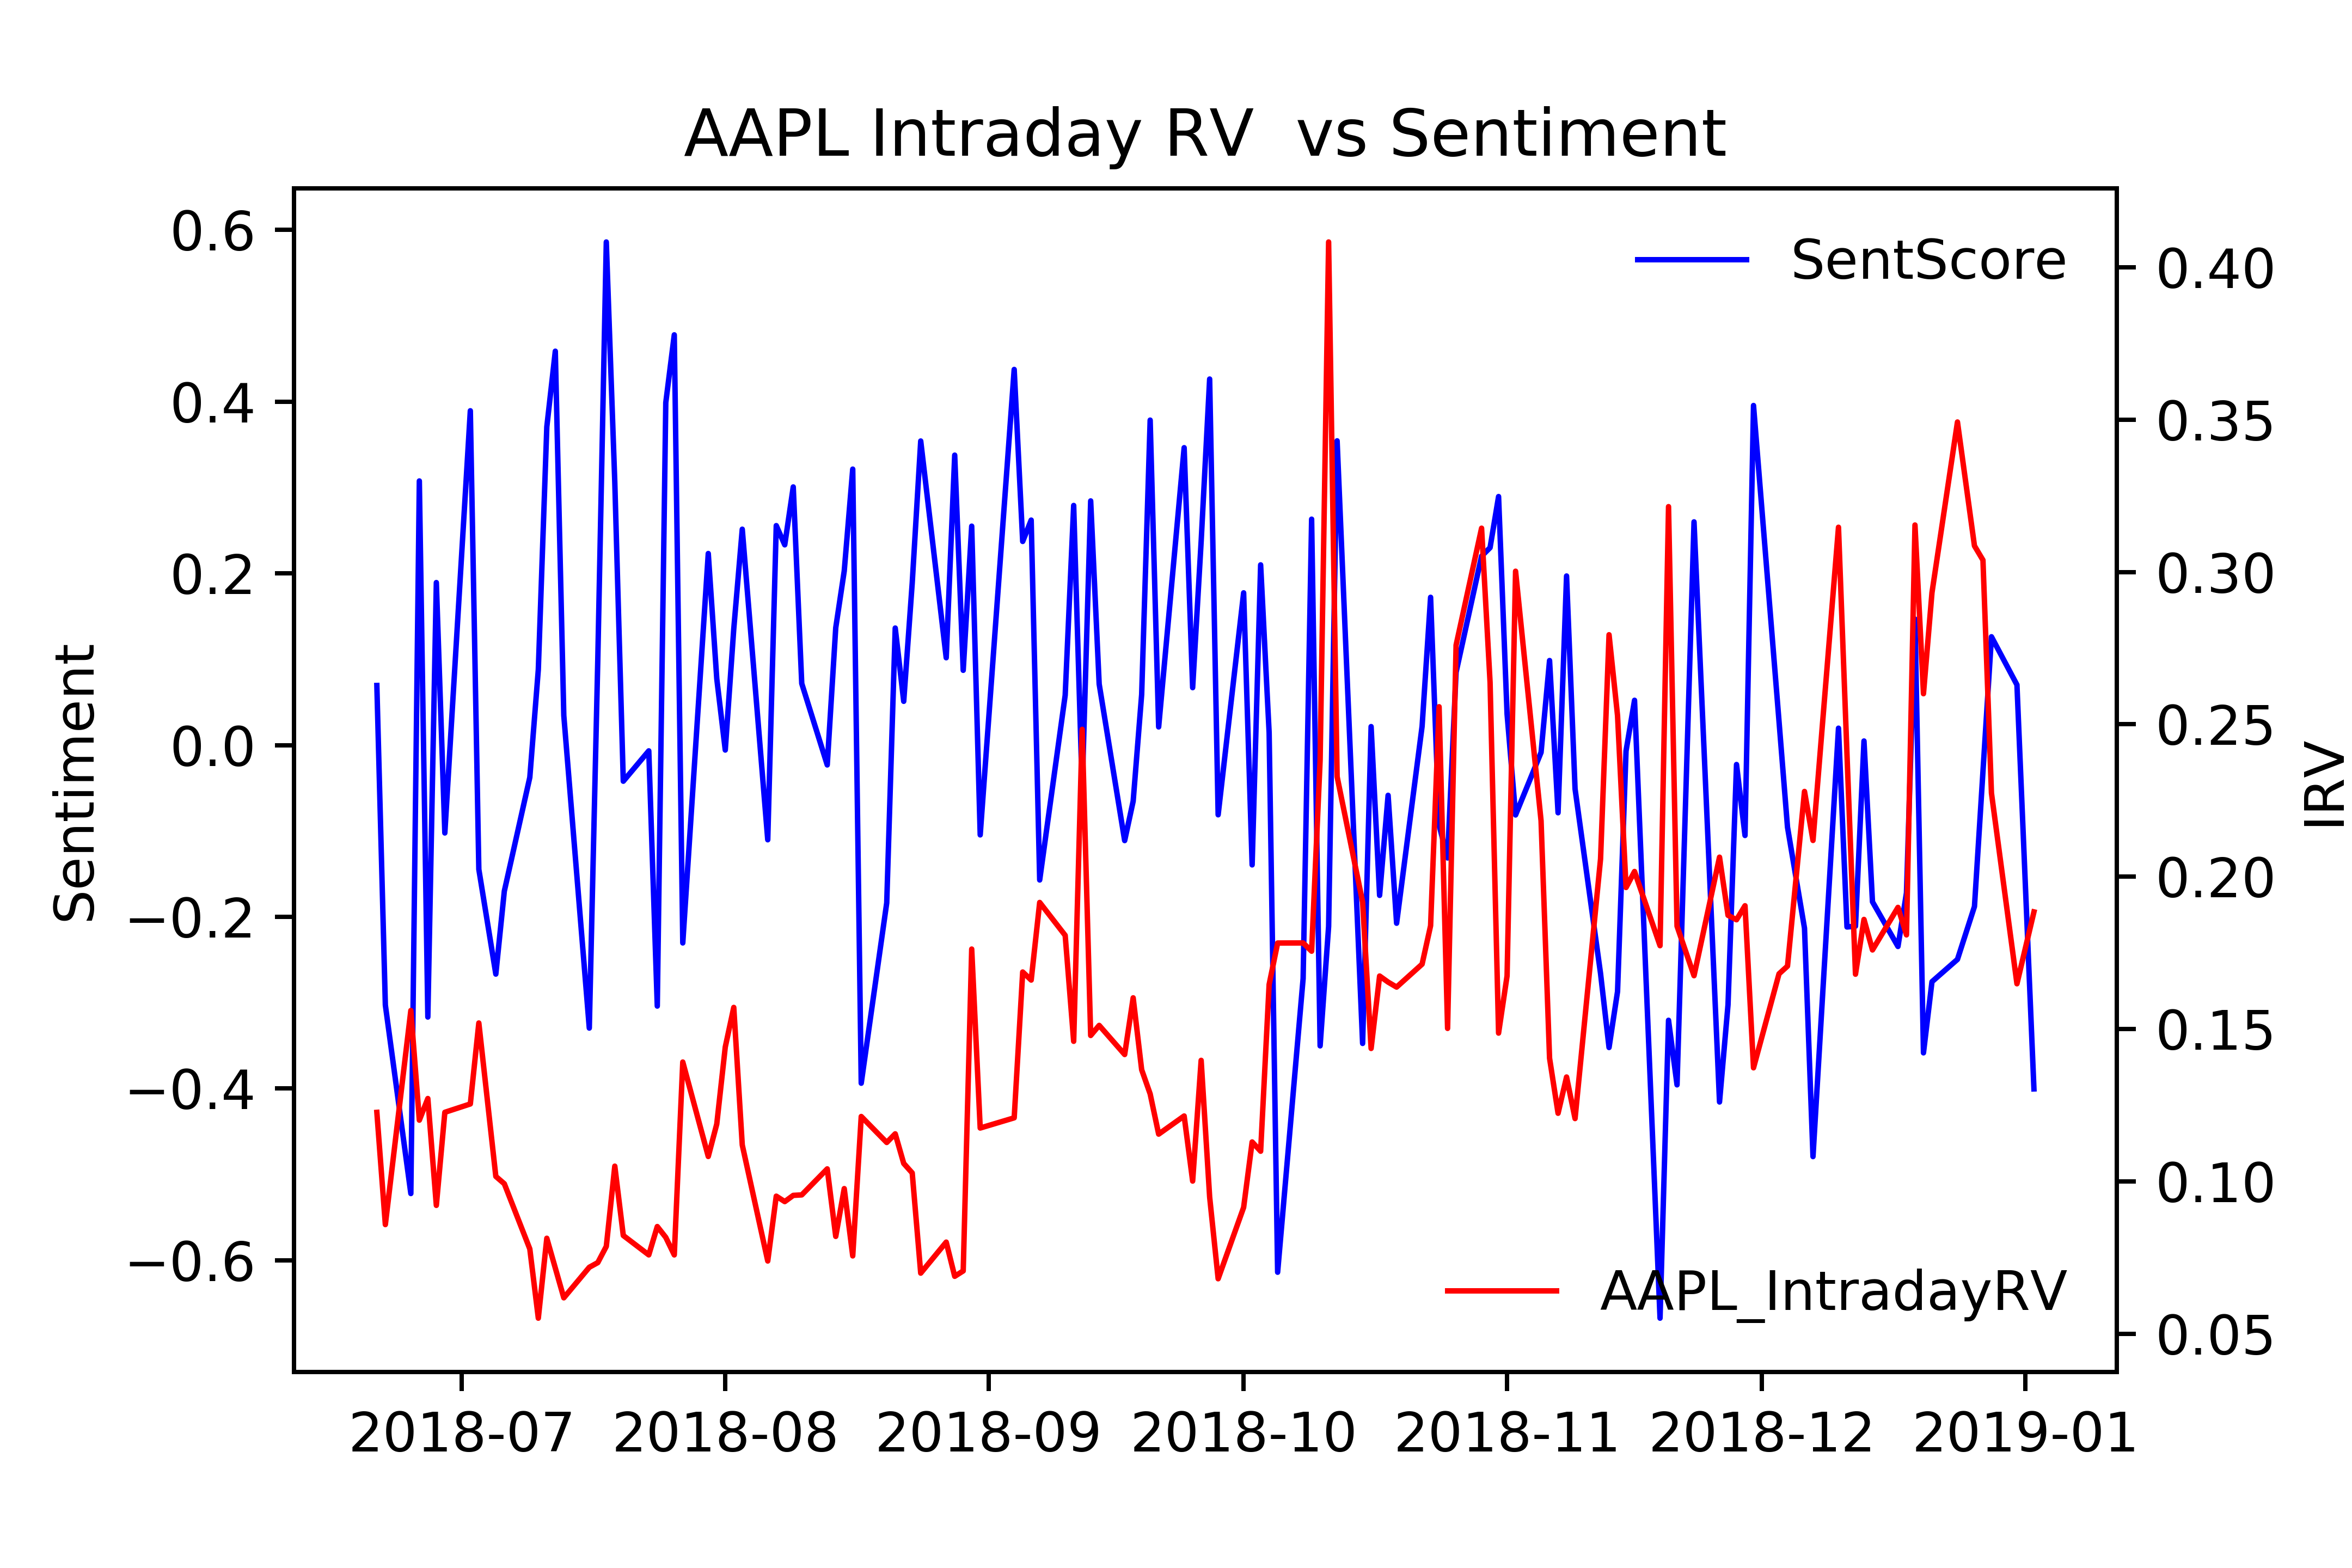 AAPL Intraday RV  vs Sentiment
SentScore
AAPL_IntradayRV
Sentiment
0.6
0.4
0.2
0.0
−0.2
−0.4
−0.6
IRV
0.40
0.35
0.30
0.25
0.20
0.15
0.10
0.05
2018-07 2018-08 2018-09 2018-10 2018-11 2018-12 2019-01